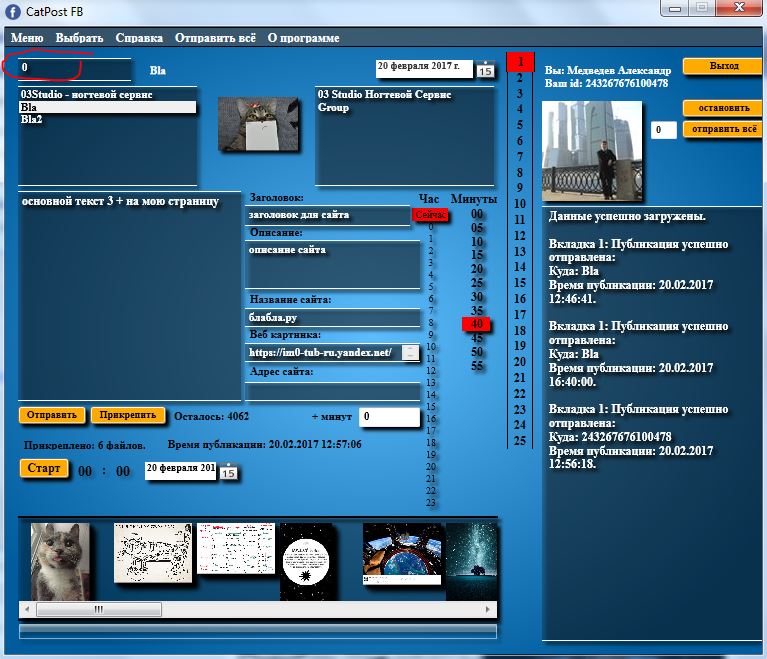 CatPost FB
Меню Выбрать Справка Отправить всё О программе
0
Bla
20 февраля 2017 г.
15
03Studio - ногтевой сервис
Bla
Bla2
03 Studio Ногтевой Сервис
Group
основной текст 3 + на мою страницу
Заголовок:
заголовок для сайта
Описание:
описание сайта
Название сайта:
блабла.ру
Веб картинка:
https://im0-tub-ru.yandex.net/
...
Адрес сайта:
Час
Сейчас
0
1
2
3
4
5
6
7
8
9
10
11
12
13
14
15
16
17
18
19
20
21
22
23
Минуты
00
05
10
15
20
25
30
35
40
45
50
55
1
2
3
4
5
6
7
8
9
10
11
12
13
14
15
16
17
18
19
20
21
22
23
24
25
Отправить
Прикрепить
Осталось: 4062
+ минут
0
Прикреплено: 6 файлов.
Время публикации: 20.02.2017 12:57:06
Старт
00 : 00
20 февраля 201
15
Вы: Медведев Александр
Ваш id: 243267676100478
Выход
остановить
0
отправить всё
Данные успешно загружены.
Вкладка 1: Публикация успешно
отправлена:
Куда: Bla
Время публикации: 20.02.2017
12:46:41.
Вкладка 1: Публикация успешно
отправлена:
Куда: Bla
Время публикации: 20.02.2017
16:40:00.
Вкладка 1: Публикация успешно
отправлена:
Куда: 243267676100478
Время публикации: 20.02.2017
12:56:18.